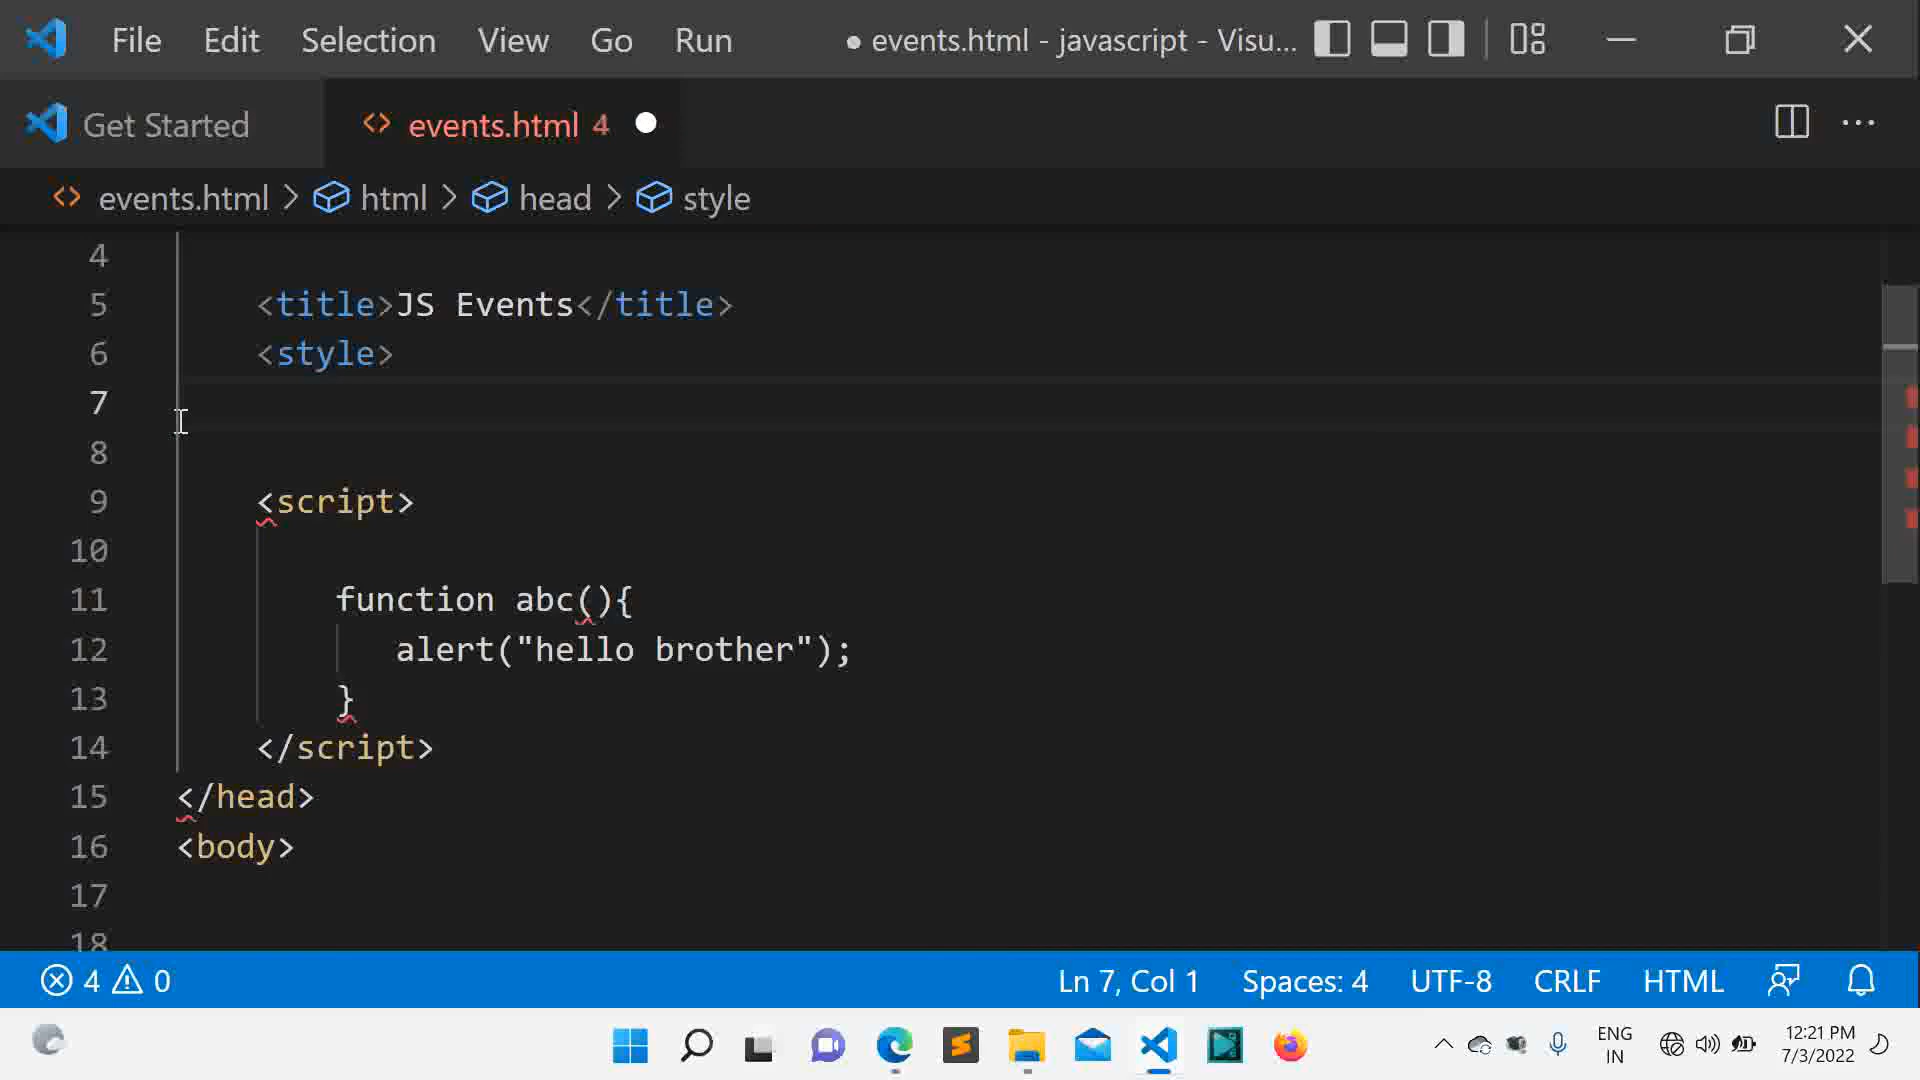 File Edit Selection View Go Run ● events.html - javascript - Visu...
Get Started events.html 4
events.html > html > head > style
4
5 <title>JS Events</title>
6 <style>
7
8
9 <script>
10
11 function abc(){
12 alert("hello brother");
13 }
14 </script>
15 </head>
16 <body>
17
18
4 0 Ln 7, Col 1 Spaces: 4 UTF-8 CRLF HTML
ENG 12:21 PM
IN 7/3/2022